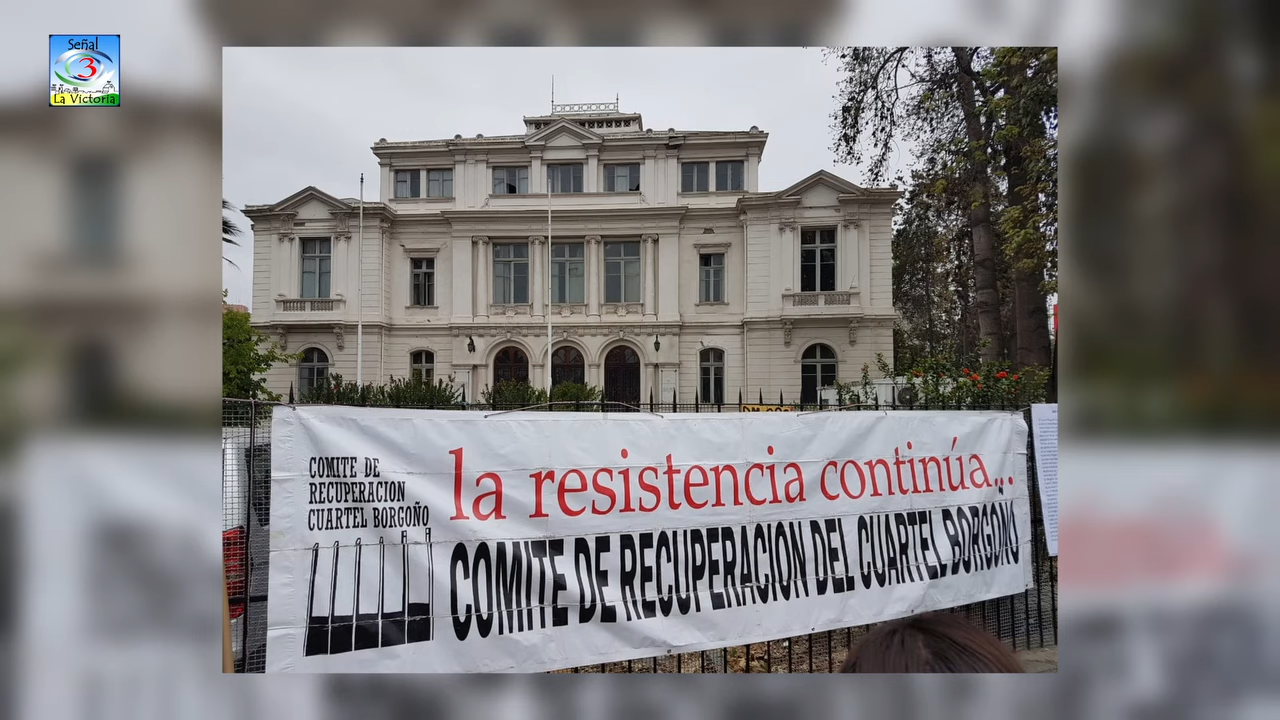 Señal
3
La Victoria
COMITE DE
RECUPERACION
CUARTEL BORGOÑO
la resistencia continúa...
COMITE DE RECUPERACION DEL CUARTEL BORGOÑO